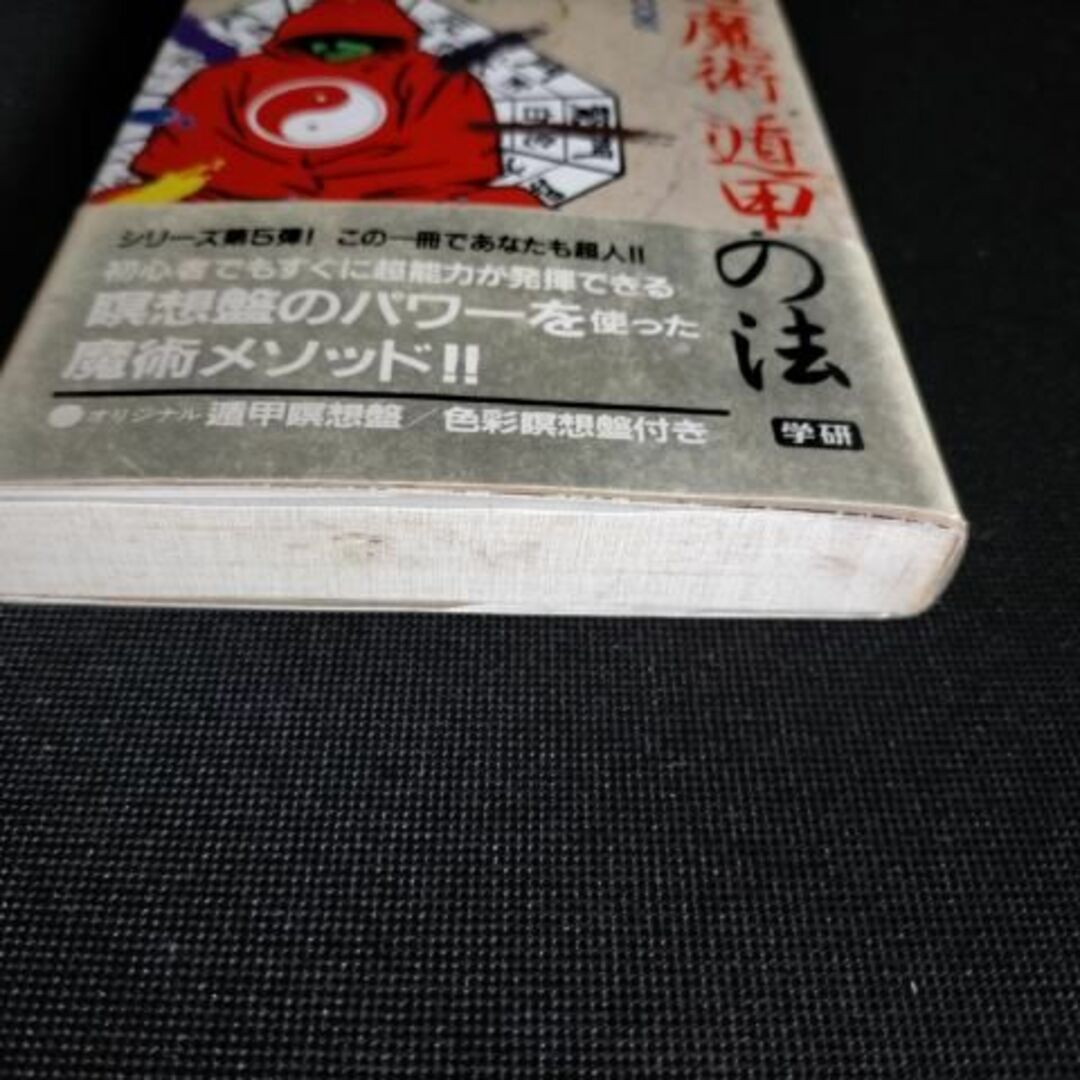 魔術遁甲の法
シリーズ第5弾! この一冊であなたも超人!!
初心者でもすぐに超能力が発揮できる
瞑想盤のパワーを使った
魔術メソッド!!
●オリジナル 遁甲瞑想盤/色彩瞑想盤付き
学研